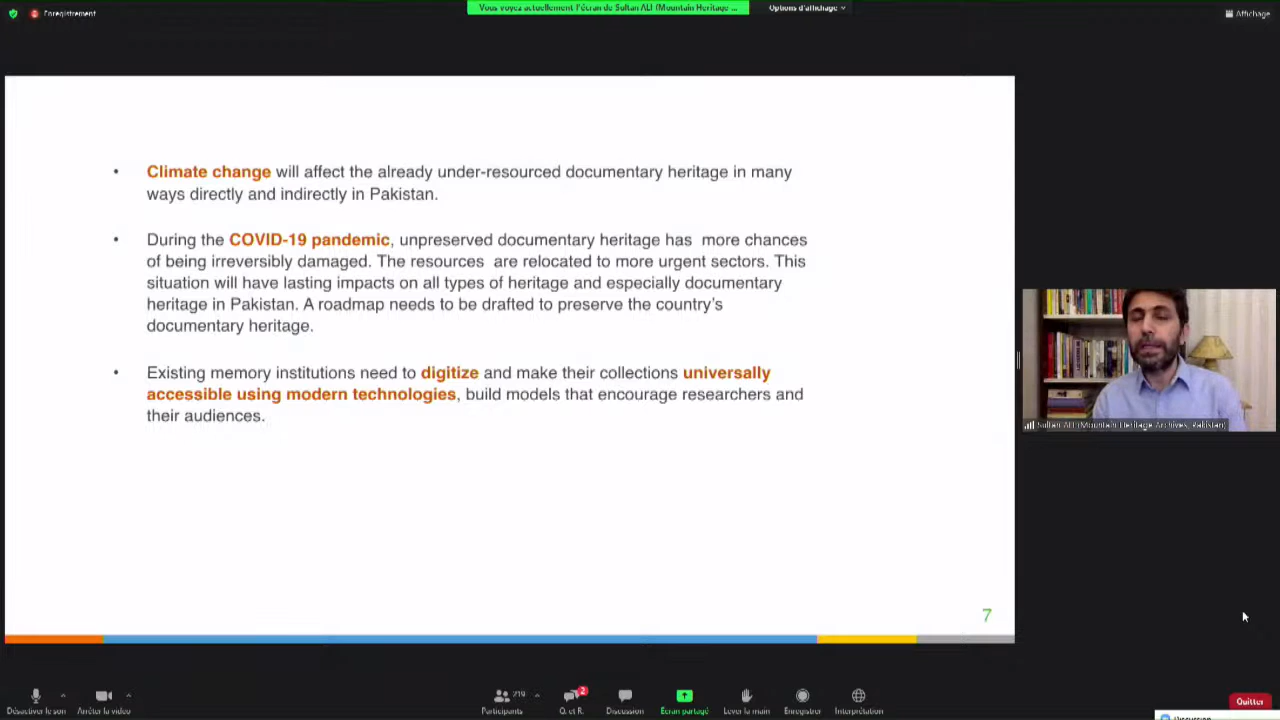 Enregistrement
Vous voyez actuellement l'écran de Sultan ALI (Mountain Heritage ...
Options d'affichage
Affichage
• Climate change will affect the already under-resourced documentary heritage in many
ways directly and indirectly in Pakistan.
• During the COVID-19 pandemic, unpreserved documentary heritage has more chances
of being irreversibly damaged. The resources are relocated to more urgent sectors. This
situation will have lasting impacts on all types of heritage and especially documentary
heritage in Pakistan. A roadmap needs to be drafted to preserve the country's
documentary heritage.
• Existing memory institutions need to digitize and make their collections universally
accessible using modern technologies, build models that encourage researchers and
their audiences.
7
Sultan ALI (Mountain Heritage Archives, Pakistan)
Désactiver le son
Arrêter la vidéo
219
Participants
2
Q. et R.
Discussion
Écran partagé
Lever la main
Enregistrer
Interprétation
Quitter
Discussion